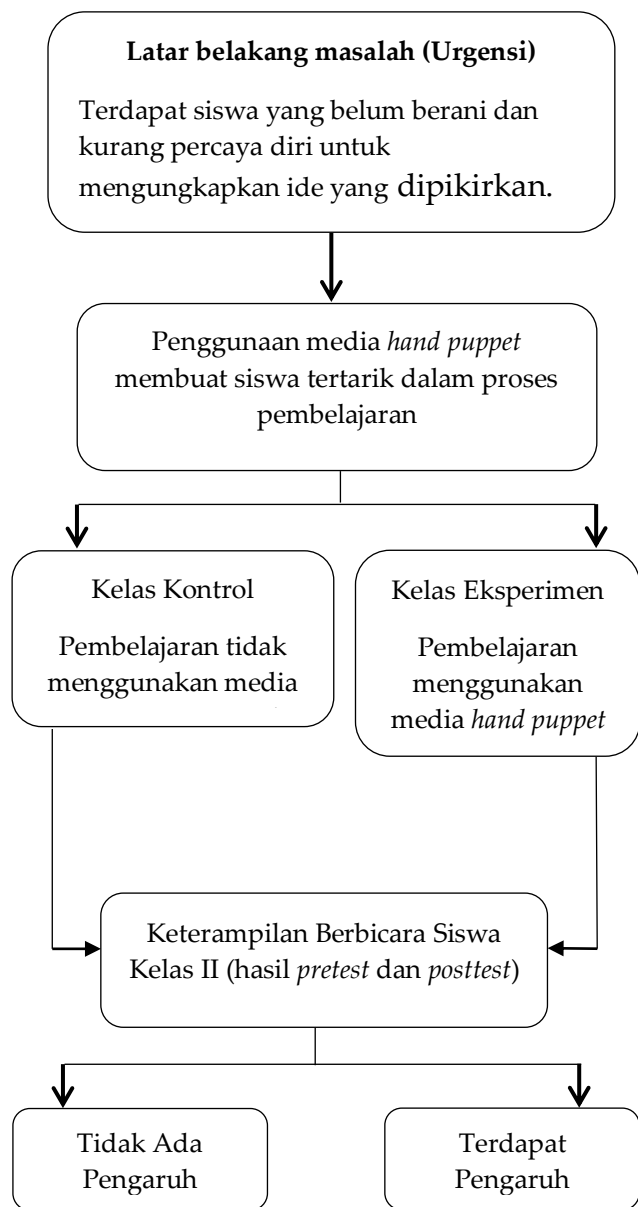 Latar belakang masalah (Urgensi)
Terdapat siswa yang belum berani dan
kurang percaya diri untuk
mengungkapkan ide yang dipikirkan.
Penggunaan media hand puppet
membuat siswa tertarik dalam proses
pembelajaran
Kelas Kontrol
Pembelajaran tidak
menggunakan media
Kelas Eksperimen
Pembelajaran
menggunakan
media hand puppet
Keterampilan Berbicara Siswa
Kelas II (hasil pretest dan posttest)
Tidak Ada
Pengaruh
Terdapat
Pengaruh